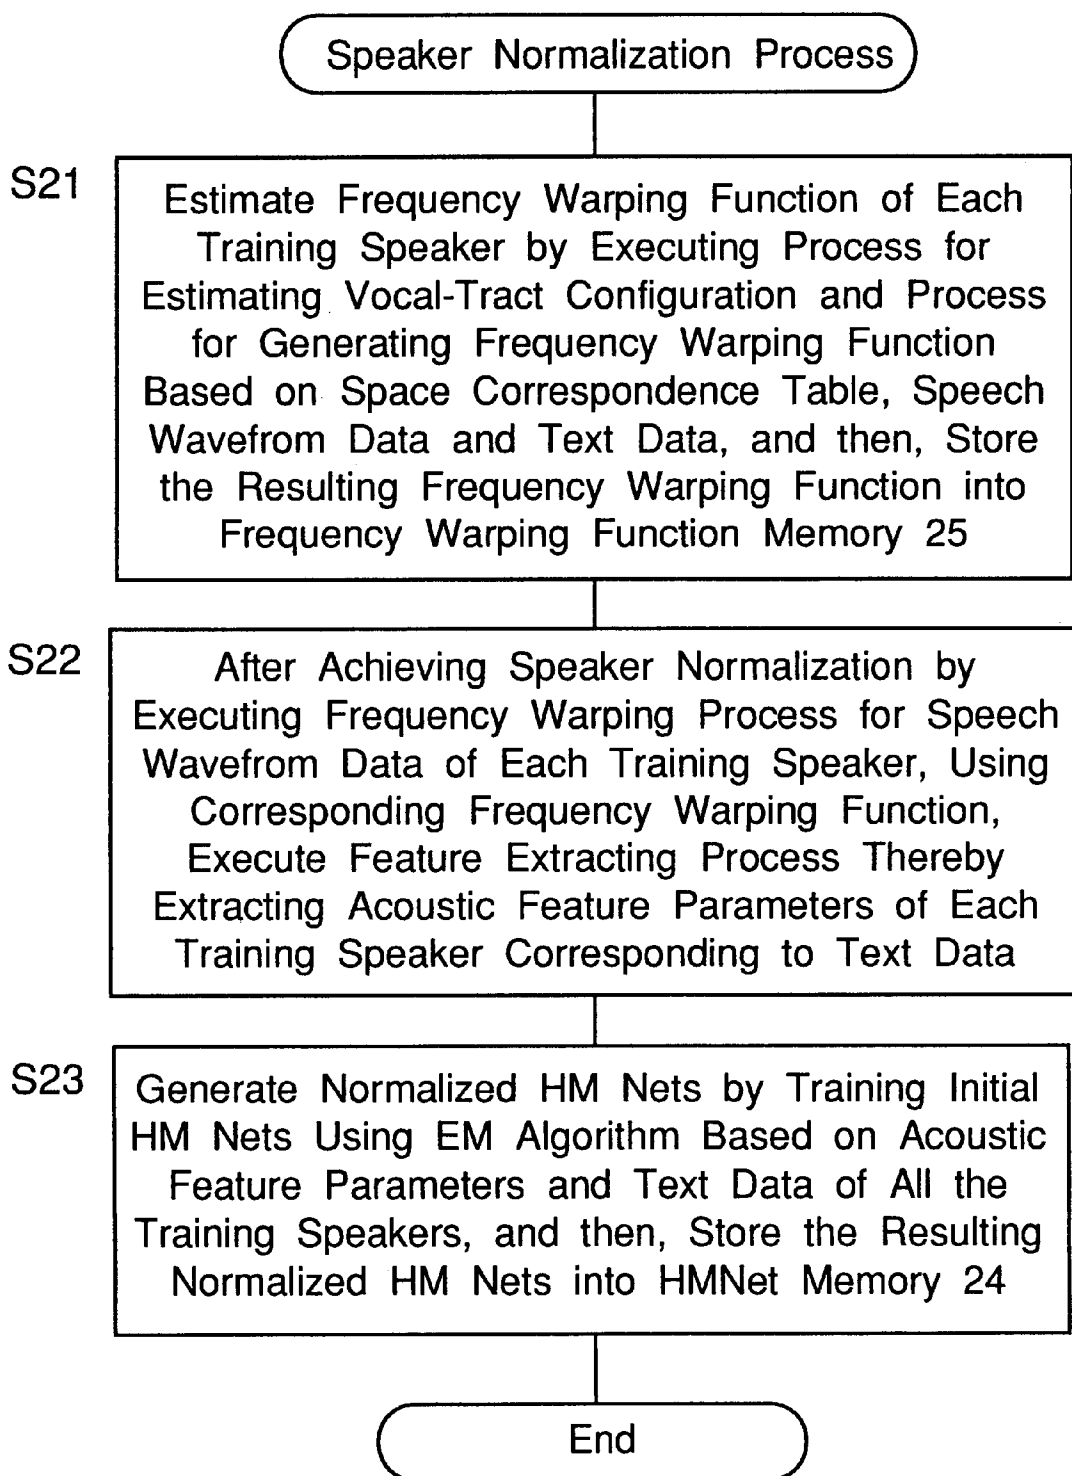 Speaker Normalization Process
S21
Estimate Frequency Warping Function of Each
Training Speaker by Executing Process for
Estimating Vocal-Tract Configuration and Process
for Generating Frequency Warping Function
Based on Space Correspondence Table, Speech
Wavefrom Data and Text Data, and then, Store
the Resulting Frequency Warping Function into
Frequency Warping Function Memory 25
S22
After Achieving Speaker Normalization by
Executing Frequency Warping Process for Speech
Wavefrom Data of Each Training Speaker, Using
Corresponding Frequency Warping Function,
Execute Feature Extracting Process Thereby
Extracting Acoustic Feature Parameters of Each
Training Speaker Corresponding to Text Data
S23
Generate Normalized HM Nets by Training Initial
HM Nets Using EM Algorithm Based on Acoustic
Feature Parameters and Text Data of All the
Training Speakers, and then, Store the Resulting
Normalized HM Nets into HMNet Memory 24
End